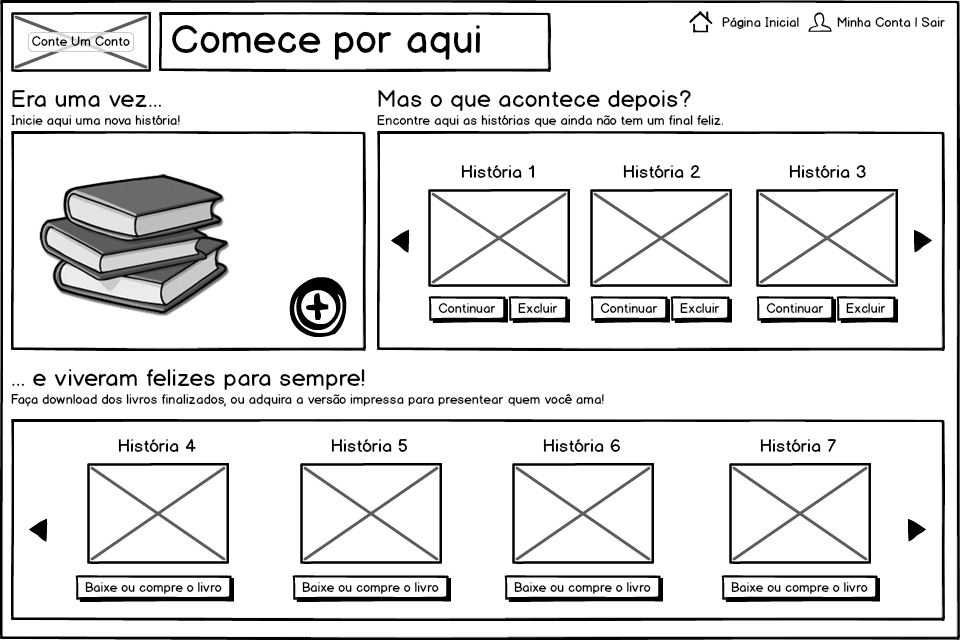 Conte Um Conto
Comece por aqui
Página Inicial
Minha Conta | Sair
Era uma vez...
Inicie aqui uma nova história!
Mas o que acontece depois?
Encontre aqui as histórias que ainda não tem um final feliz.
História 1
História 2
História 3
Continuar
Excluir
Continuar
Excluir
Continuar
Excluir
... e viveram felizes para sempre!
Faça download dos livros finalizados, ou adquira a versão impressa para presentear quem você ama!
História 4
História 5
História 6
História 7
Baixe ou compre o livro
Baixe ou compre o livro
Baixe ou compre o livro
Baixe ou compre o livro